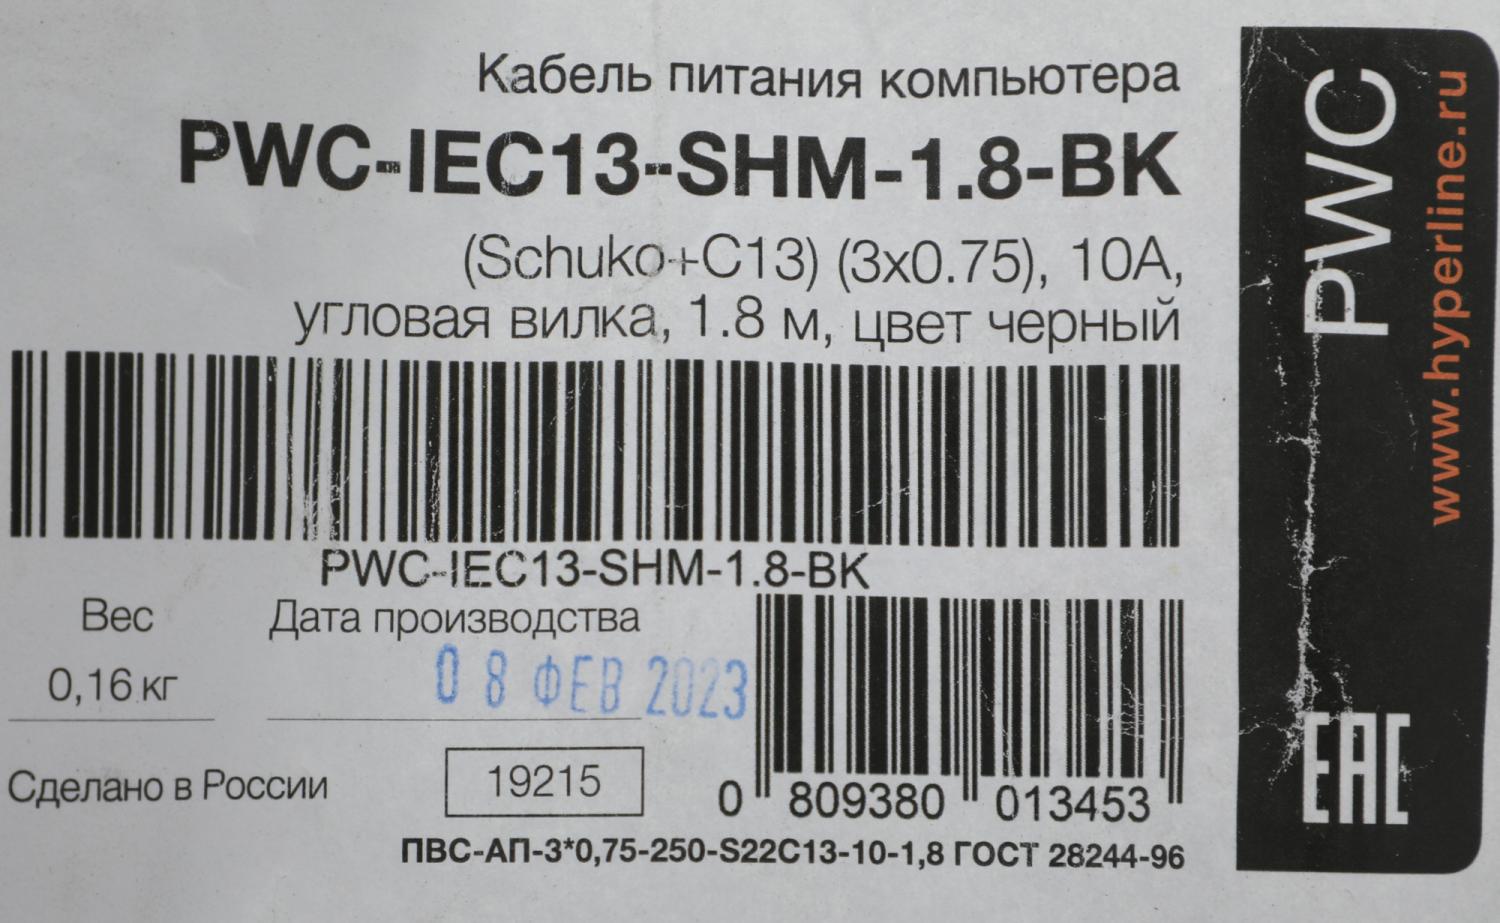 Кабель питания компьютера
PWC-IEC13-SHM-1.8-BK
(Schuko+C13) (3x0.75), 10A,
угловая вилка, 1.8 м, цвет черный
PWC-IEC13-SHM-1.8-BK
Вес
Дата производства
0,16 кг
08 ФЕВ 2023
Сделано в России
19215
0 809380 013453
ПВС-АП-3*0,75-250-S22C13-10-1,8 ГОСТ 28244-96
PWC
www.hyperline.ru
EAC